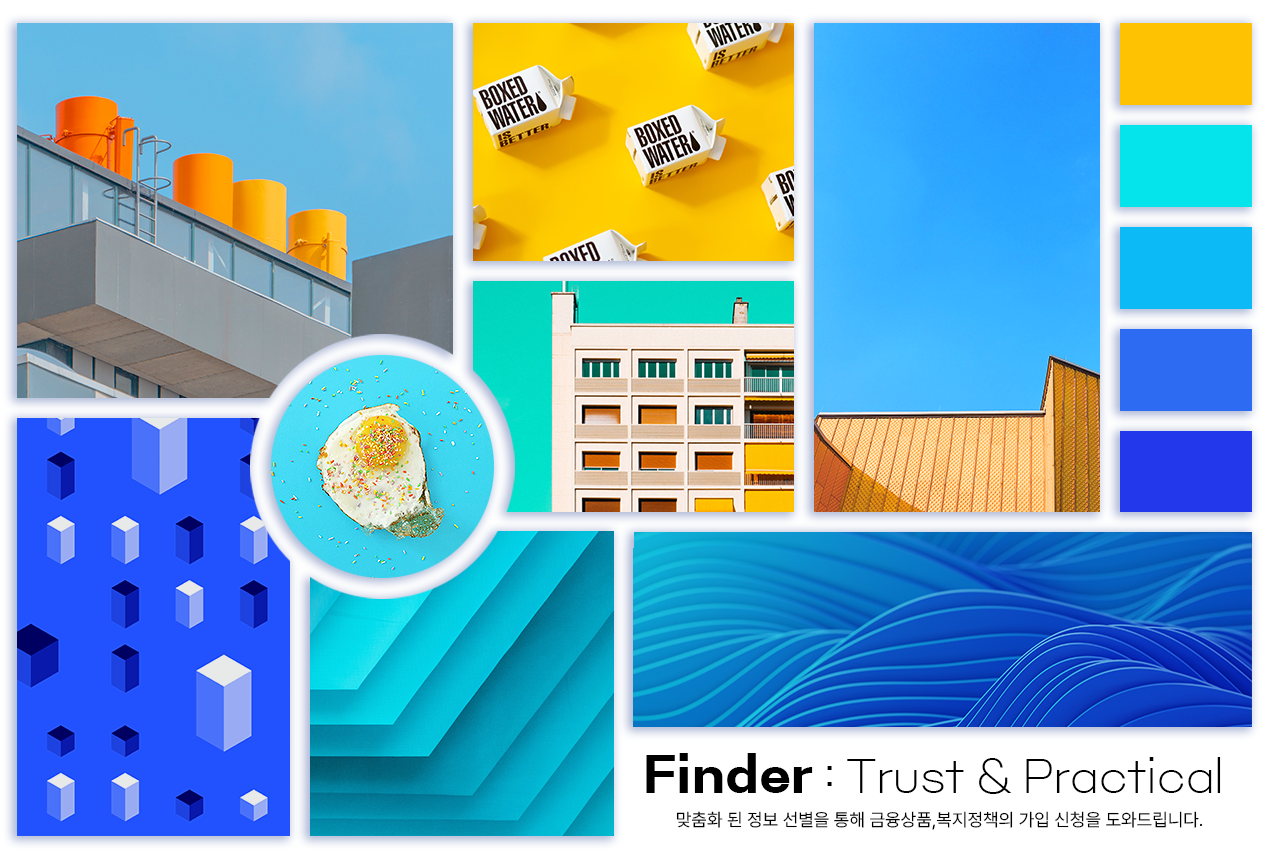 WATER
IS
BETTER
BOXED
WATER
IS
BETTER
BOXED
WATER
IS
BETTER
BOXED
Finder : Trust & Practical
맞춤화 된 정보 선별을 통해 금융상품,복지정책의 가입 신청을 도와드립니다.